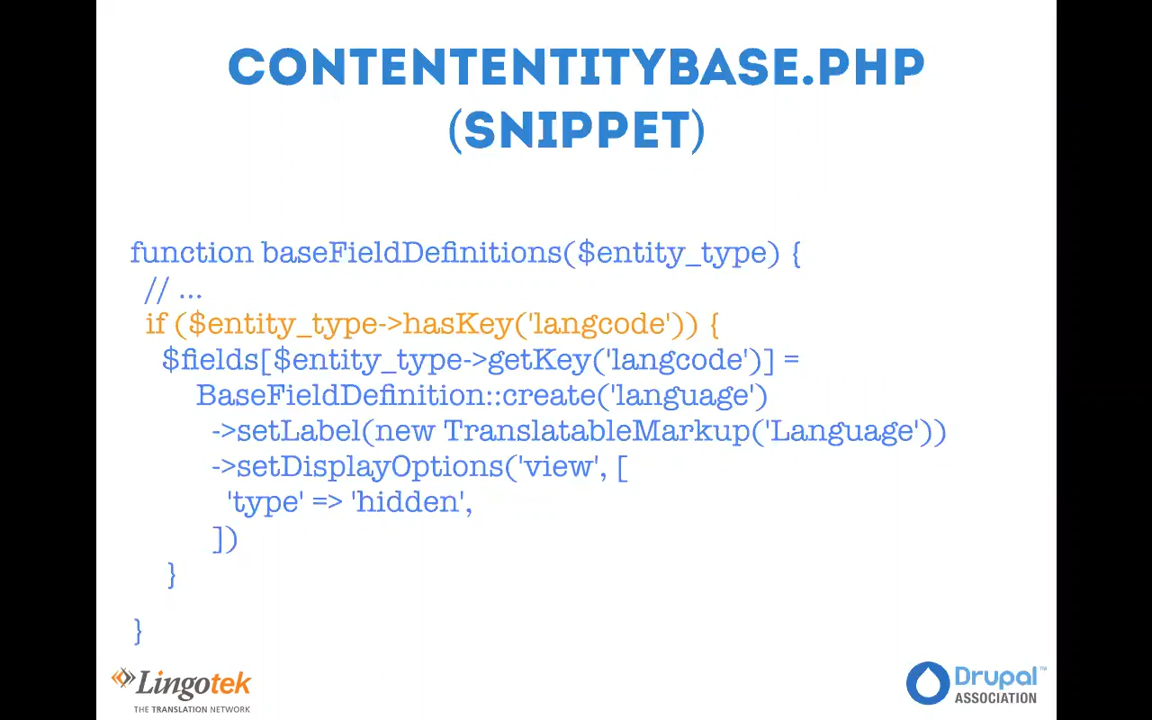 CONTENTENTITYBASE.PHP
(SNIPPET)
function baseFieldDefinitions($entity_type) {
// ...
if ($entity_type->hasKey('langcode')) {
$fields[$entity_type->getKey('langcode')] =
BaseFieldDefinition::create('language')
->setLabel(new TranslatableMarkup('Language'))
->setDisplayOptions('view', [
'type' => 'hidden',
])
}
}
Lingotek
THE TRANSLATION NETWORK
Drupal™
ASSOCIATION